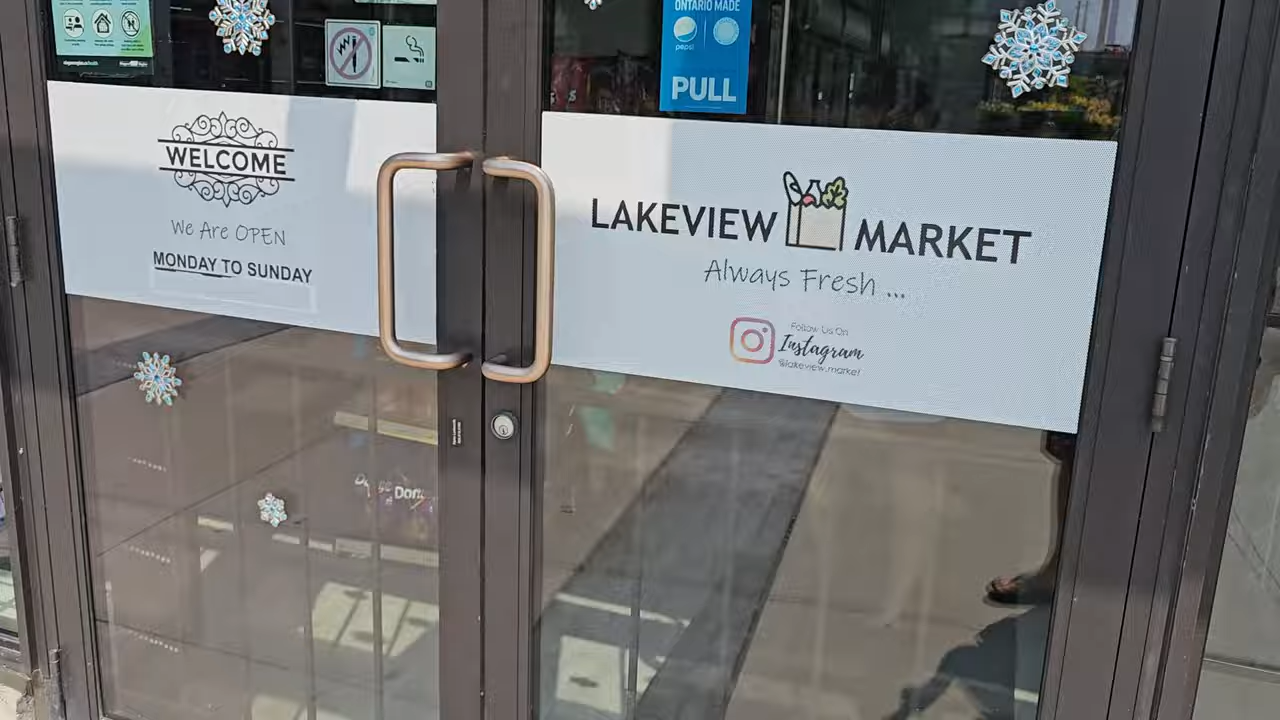 WELCOME
We Are OPEN
MONDAY TO SUNDAY
ONTARIO MADE
pepsi
PULL
LAKEVIEW MARKET
Always Fresh ...
Follow Us On
Instagram
@lakeview.market